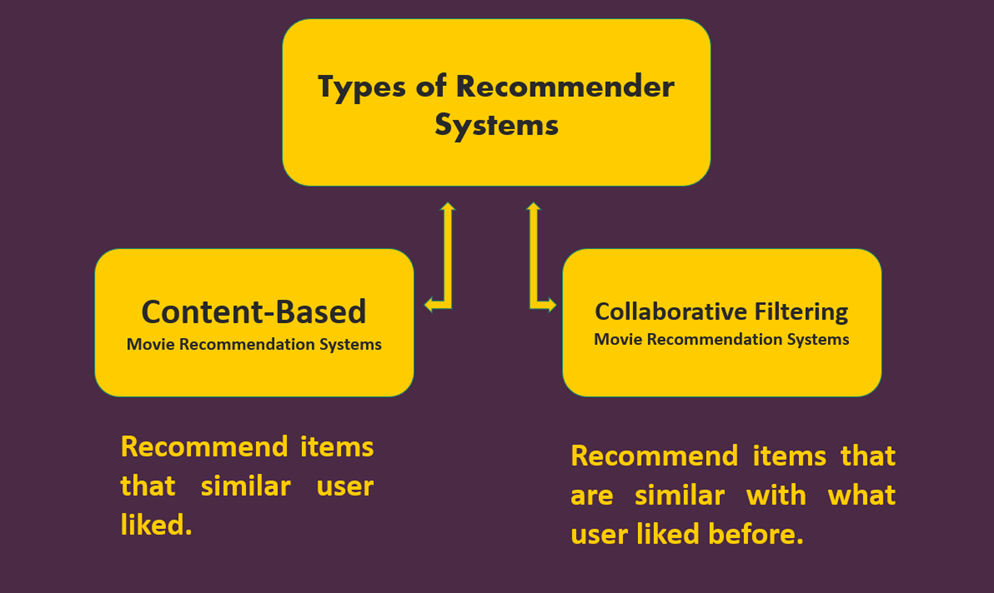 Types of Recommender
Systems
Content-Based
Movie Recommendation Systems
Collaborative Filtering
Movie Recommendation Systems
Recommend items
that similar user
liked.
Recommend items that
are similar with what
user liked before.